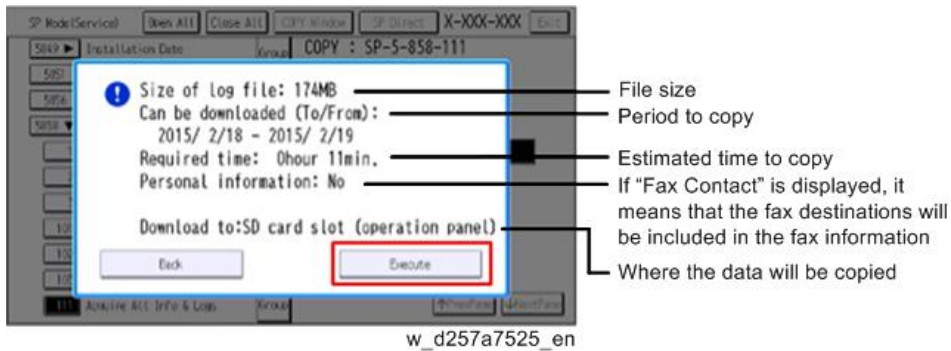 SP Mode(Service) Open All Close All COPY Window SP Direct X-XXX-XXX Exit
5849 Installation Date Group COPY : SP-5-858-111
5851
5856
5858
Size of log file: 174MB
Can be downloaded (To/From):
2015/ 2/18 - 2015/ 2/19
Required time: 0hour 11min.
Personal information: No
Download to:SD card slot (operation panel)
Back Execute
111 Acquire All Info & Logs Group PrevPane NextPane
File size
Period to copy
Estimated time to copy
If “Fax Contact” is displayed, it
means that the fax destinations will
be included in the fax information
Where the data will be copied
w_d257a7525_en